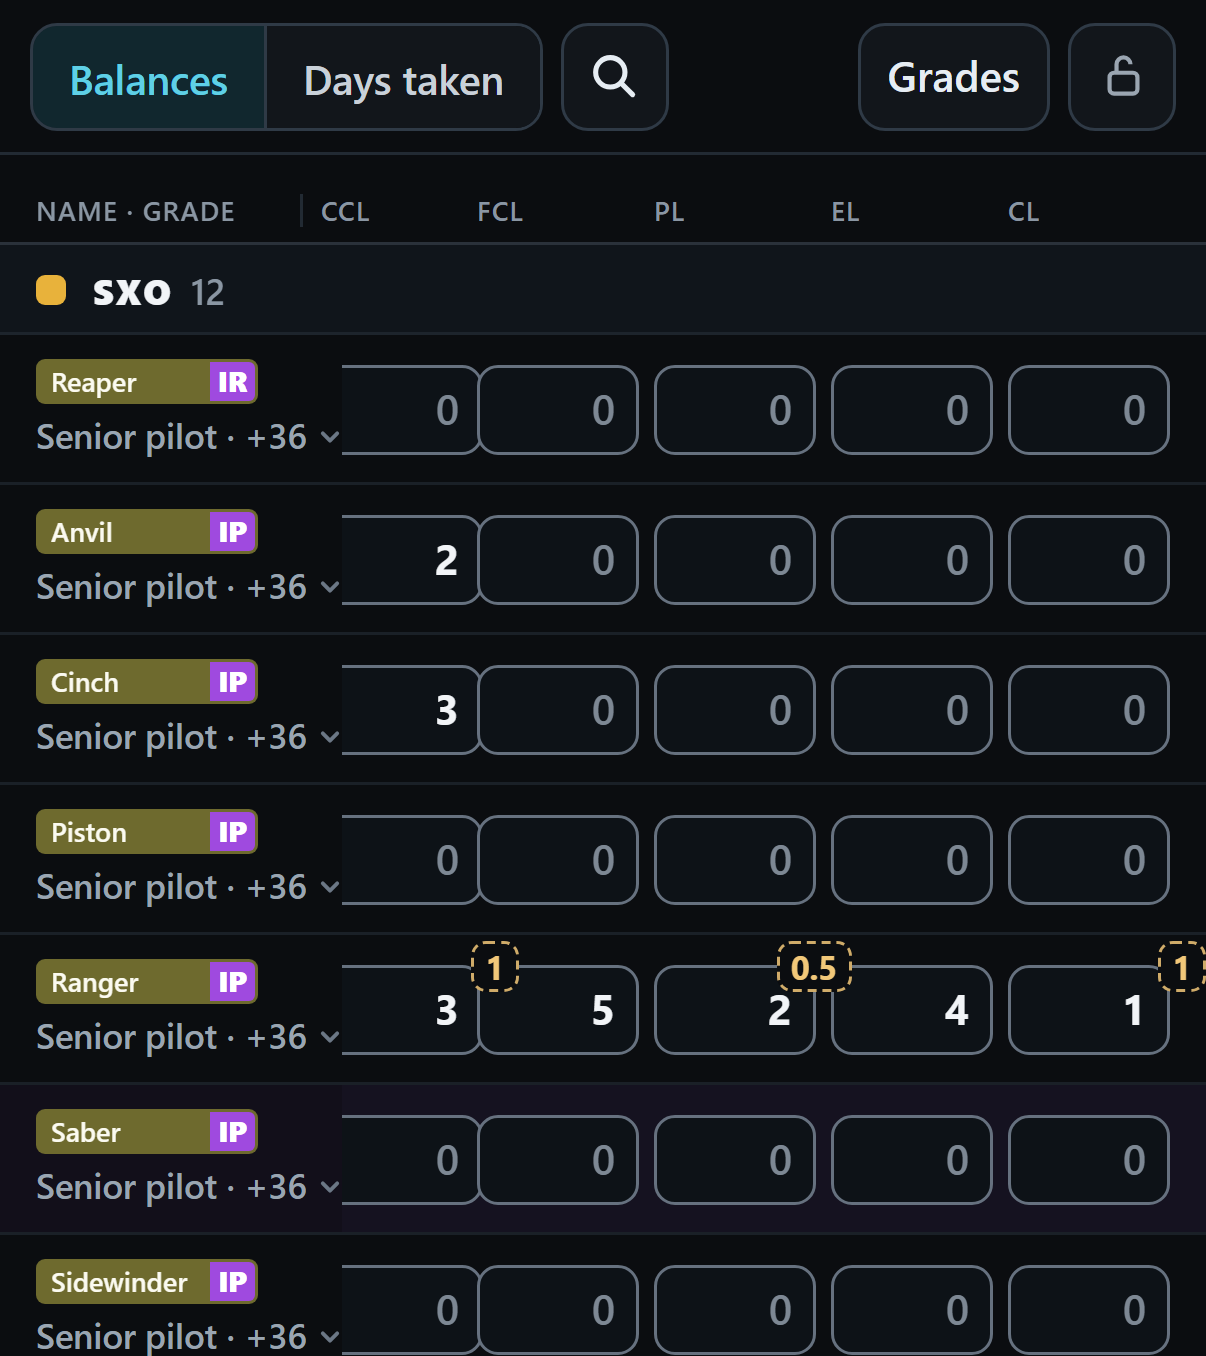 Balances Days taken Grades
NAME · GRADE CCL FCL PL EL CL
sxo 12
Reaper IR
Senior pilot · +36 0 0 0 0 0
Anvil IP
Senior pilot · +36 2 0 0 0 0
Cinch IP
Senior pilot · +36 3 0 0 0 0
Piston IP
Senior pilot · +36 0 0 0 0 0
1 0.5 1
Ranger IP
Senior pilot · +36 3 5 2 4 1
Saber IP
Senior pilot · +36 0 0 0 0 0
Sidewinder IP
Senior pilot · +36 0 0 0 0 0